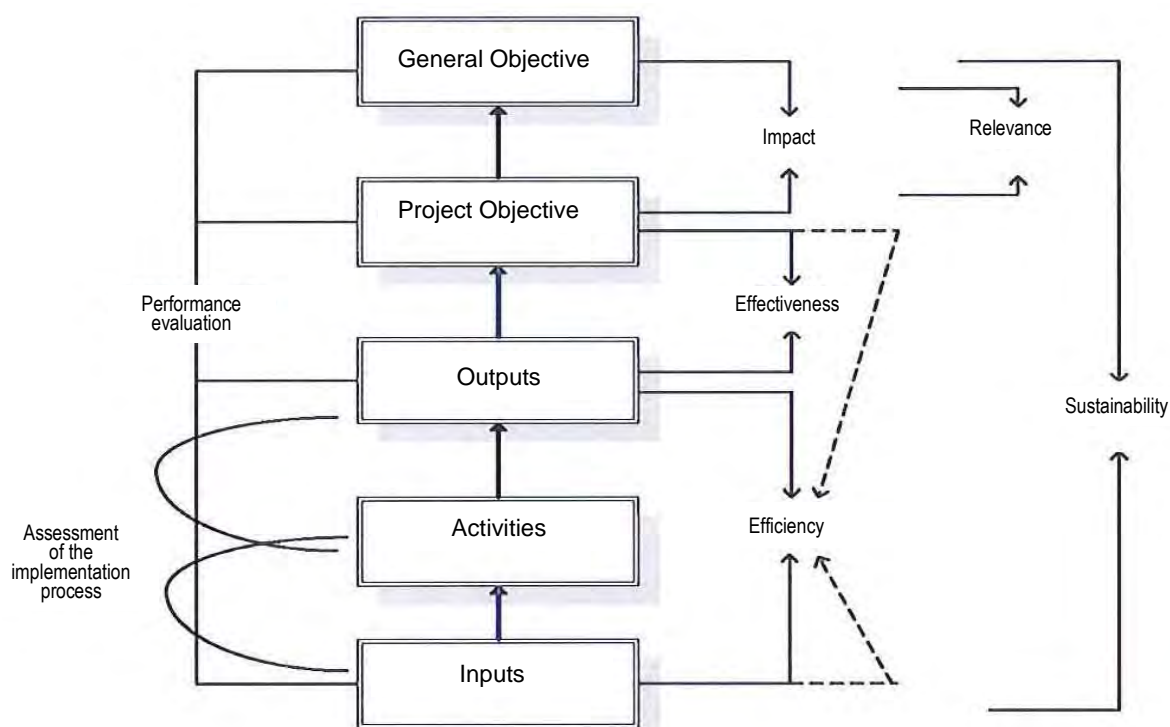 General Objective
Impact
Relevance
Project Objective
Performance
evaluation
Effectiveness
Outputs
Sustainability
Assessment
of the
implementation
process
Activities
Efficiency
Inputs